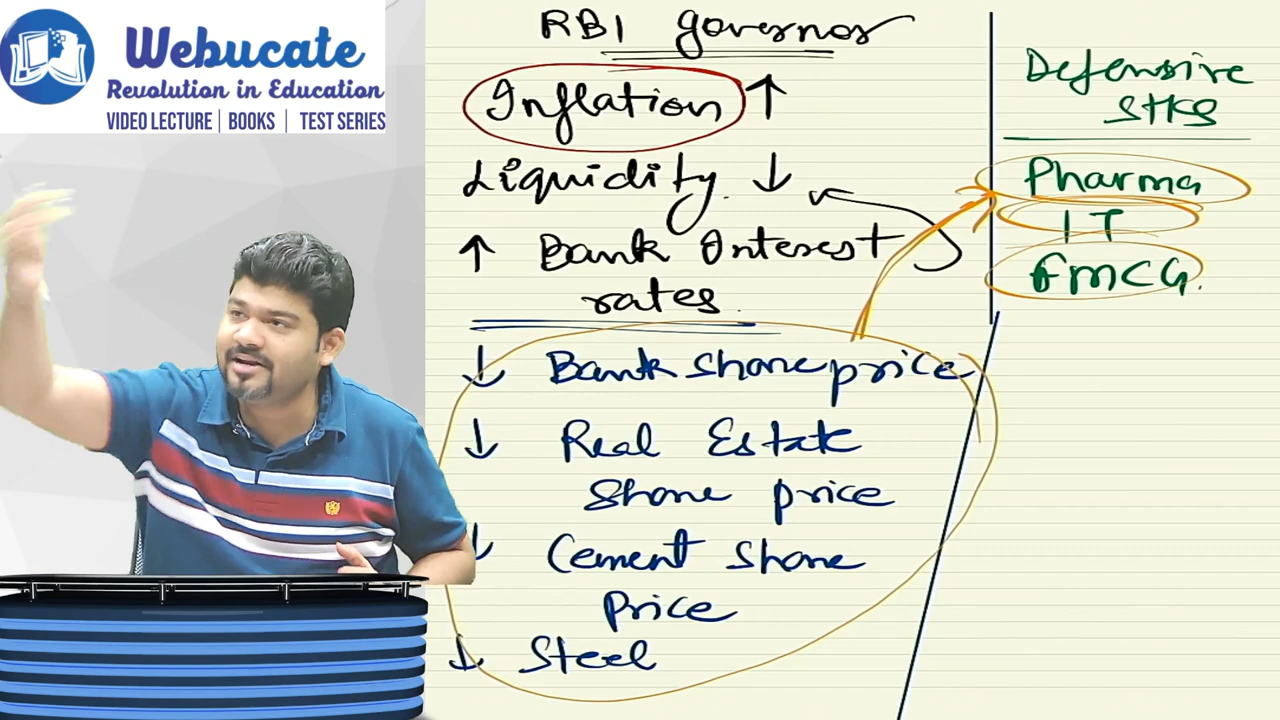 Webucate
Revolution in Education
VIDEO LECTURE | BOOKS | TEST SERIES
RBI governor
Inflation ↑
Liquidity ↓
↑ Bank Interest
rates
↓ Bank share price
↓ Real Estate
Share price
↓ Cement Share
Price
↓ Steel
Defensive
Stks
Pharma
IT
FMCG